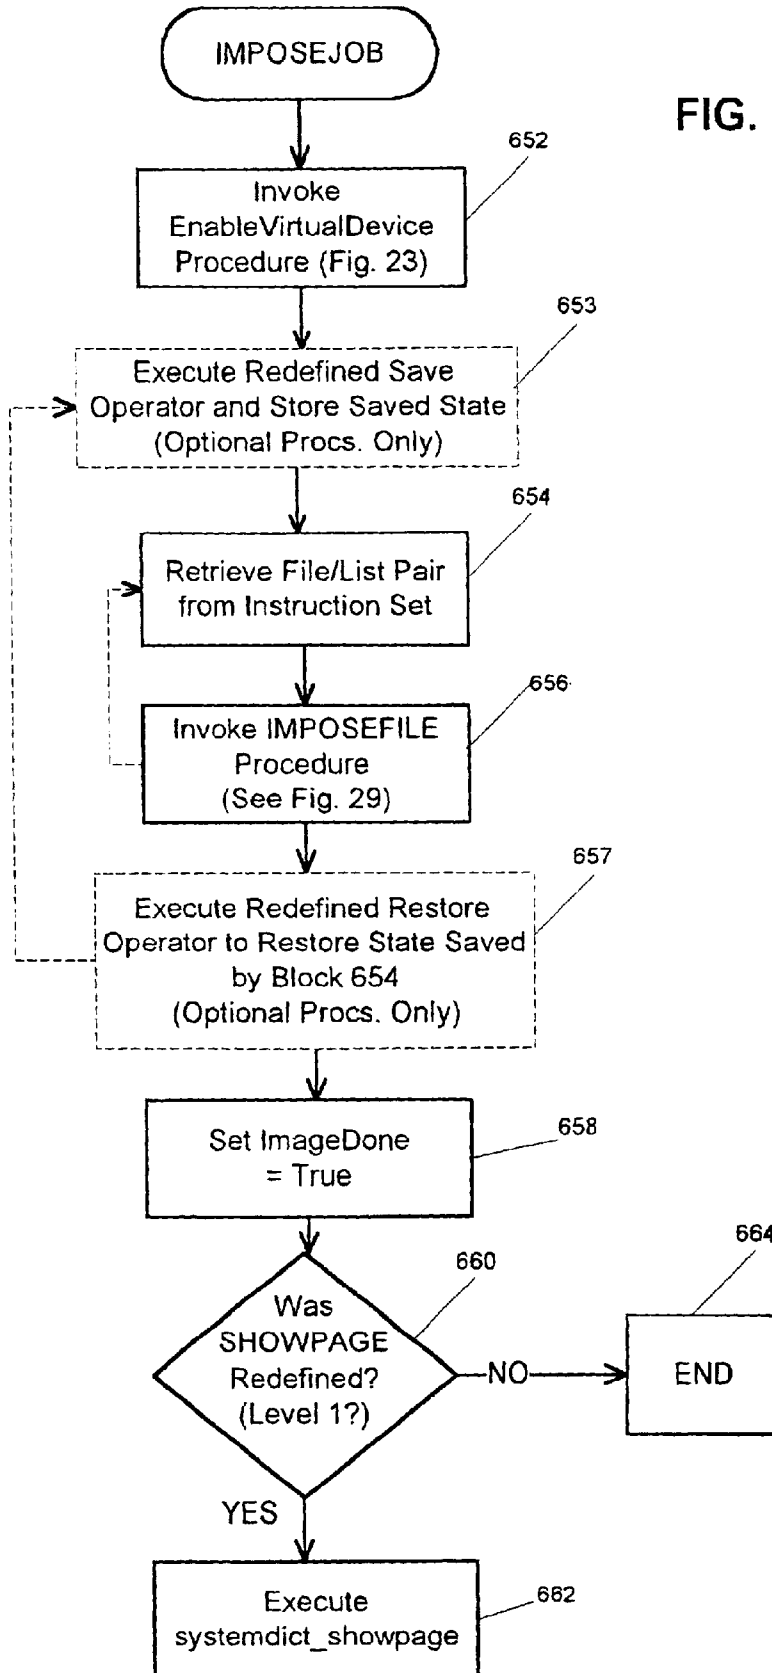 IMPOSEJOB
FIG.
652
Invoke
EnableVirtualDevice
Procedure (Fig. 23)
653
Execute Redefined Save
Operator and Store Saved State
(Optional Procs. Only)
654
Retrieve File/List Pair
from Instruction Set
656
Invoke IMPOSEFILE
Procedure
(See Fig. 29)
657
Execute Redefined Restore
Operator to Restore State Saved
by Block 654
(Optional Procs. Only)
658
Set ImageDone
= True
660
Was
SHOWPAGE
Redefined?
(Level 1?)
NO
664
END
YES
662
Execute
systemdict_showpage